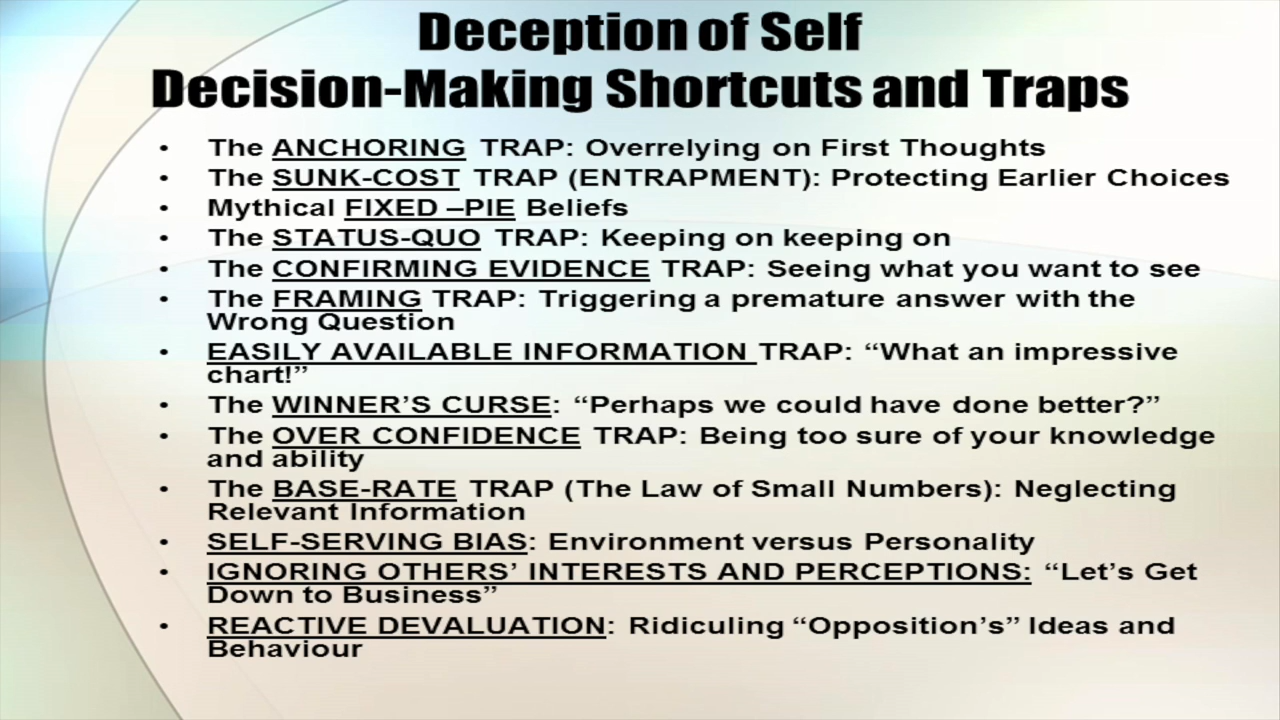 Deception of Self
Decision-Making Shortcuts and Traps
• The ANCHORING TRAP: Overrelying on First Thoughts
• The SUNK-COST TRAP (ENTRAPMENT): Protecting Earlier Choices
• Mythical FIXED –PIE Beliefs
• The STATUS-QUO TRAP: Keeping on keeping on
• The CONFIRMING EVIDENCE TRAP: Seeing what you want to see
• The FRAMING TRAP: Triggering a premature answer with the
Wrong Question
• EASILY AVAILABLE INFORMATION TRAP: “What an impressive
chart!”
• The WINNER’S CURSE: “Perhaps we could have done better?”
• The OVER CONFIDENCE TRAP: Being too sure of your knowledge
and ability
• The BASE-RATE TRAP (The Law of Small Numbers): Neglecting
Relevant Information
• SELF-SERVING BIAS: Environment versus Personality
• IGNORING OTHERS’ INTERESTS AND PERCEPTIONS: “Let’s Get
Down to Business”
• REACTIVE DEVALUATION: Ridiculing “Opposition’s” Ideas and
Behaviour